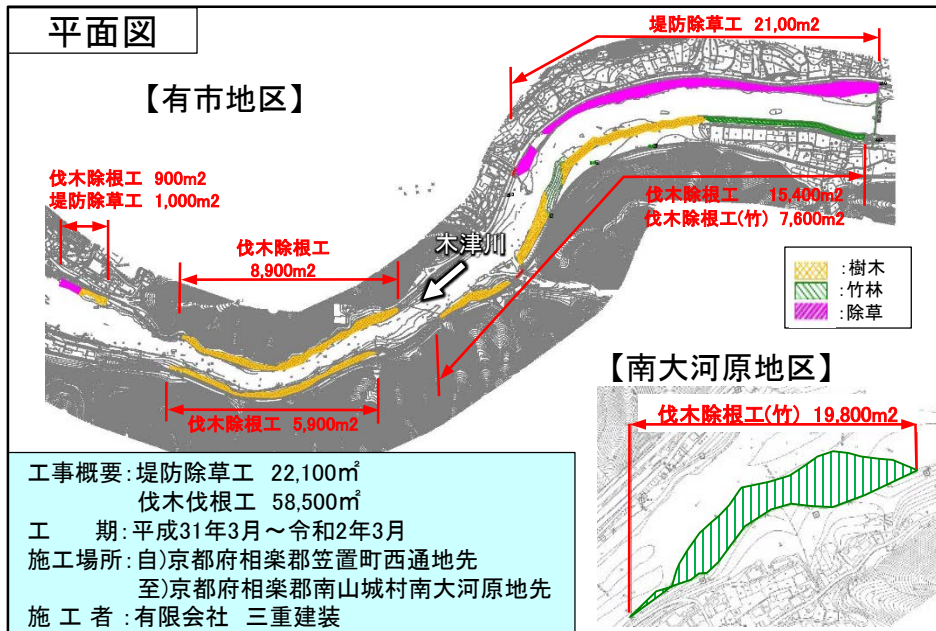 平面図
堤防除草工 21,00m2
【有市地区】
伐木除根工 900m2
堤防除草工 1,000m2
伐木除根工
8,900m2
木津川
伐木除根工 15,400m2
伐木除根工(竹) 7,600m2
:樹木
:竹林
:除草
伐木除根工 5,900m2
【南大河原地区】
伐木除根工(竹) 19,800m2
工事概要:堤防除草工 22,100㎡
伐木伐根工 58,500㎡
工 期:平成31年3月～令和2年3月
施工場所:自)京都府相楽郡笠置町西通地先
至)京都府相楽郡南山城村南大河原地先
施 工 者:有限会社 三重建装